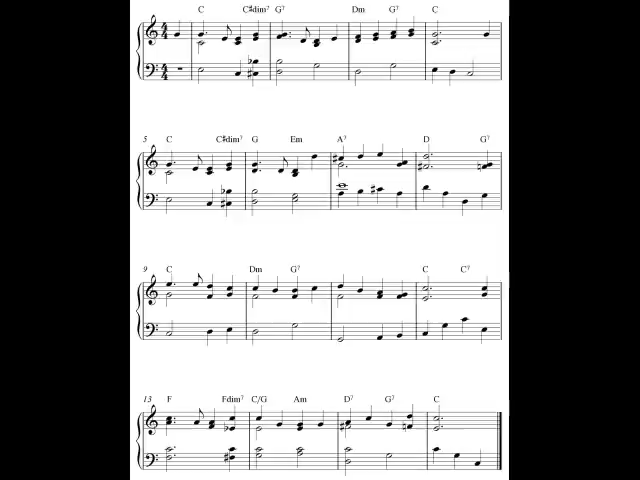 C C♯dim7 G7 Dm G7 C
5 C C♯dim7 G Em A7 D G7
9 C Dm G7 C C7
13 F Fdim7 C/G Am D7 G7 C